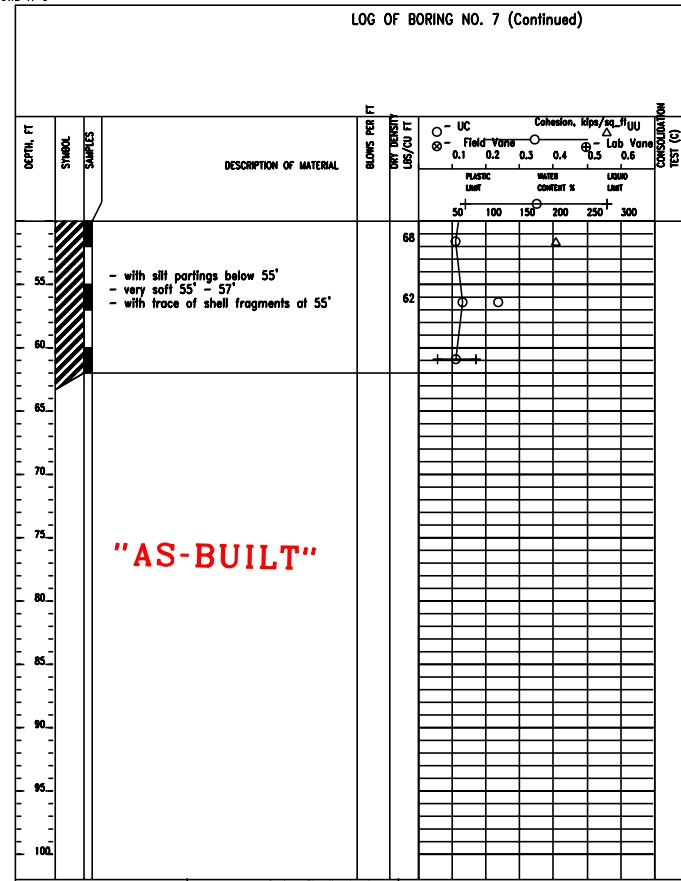 LOG OF BORING NO. 7 (Continued)
DEPTH, FT
SYMBOL
SAMPLES
DESCRIPTION OF MATERIAL
BLOWS PER FT
DRY DENSITY
LBS/CU FT
Cohesion, kips/sq_ft
- UC
UU
- Field Vane
- Lab Vane
0.1 0.2 0.3 0.4 0.5 0.6
PLASTIC LIMIT
WATER CONTENT %
LIQUID LIMIT
50 100 150 200 250 300
CONSOLIDATION
TEST (C)
68
- with silt partings below 55'
- very soft 55' - 57'
- with trace of shell fragments at 55'
62
55
60
65
70
75
"AS-BUILT"
80
85
90
95
100